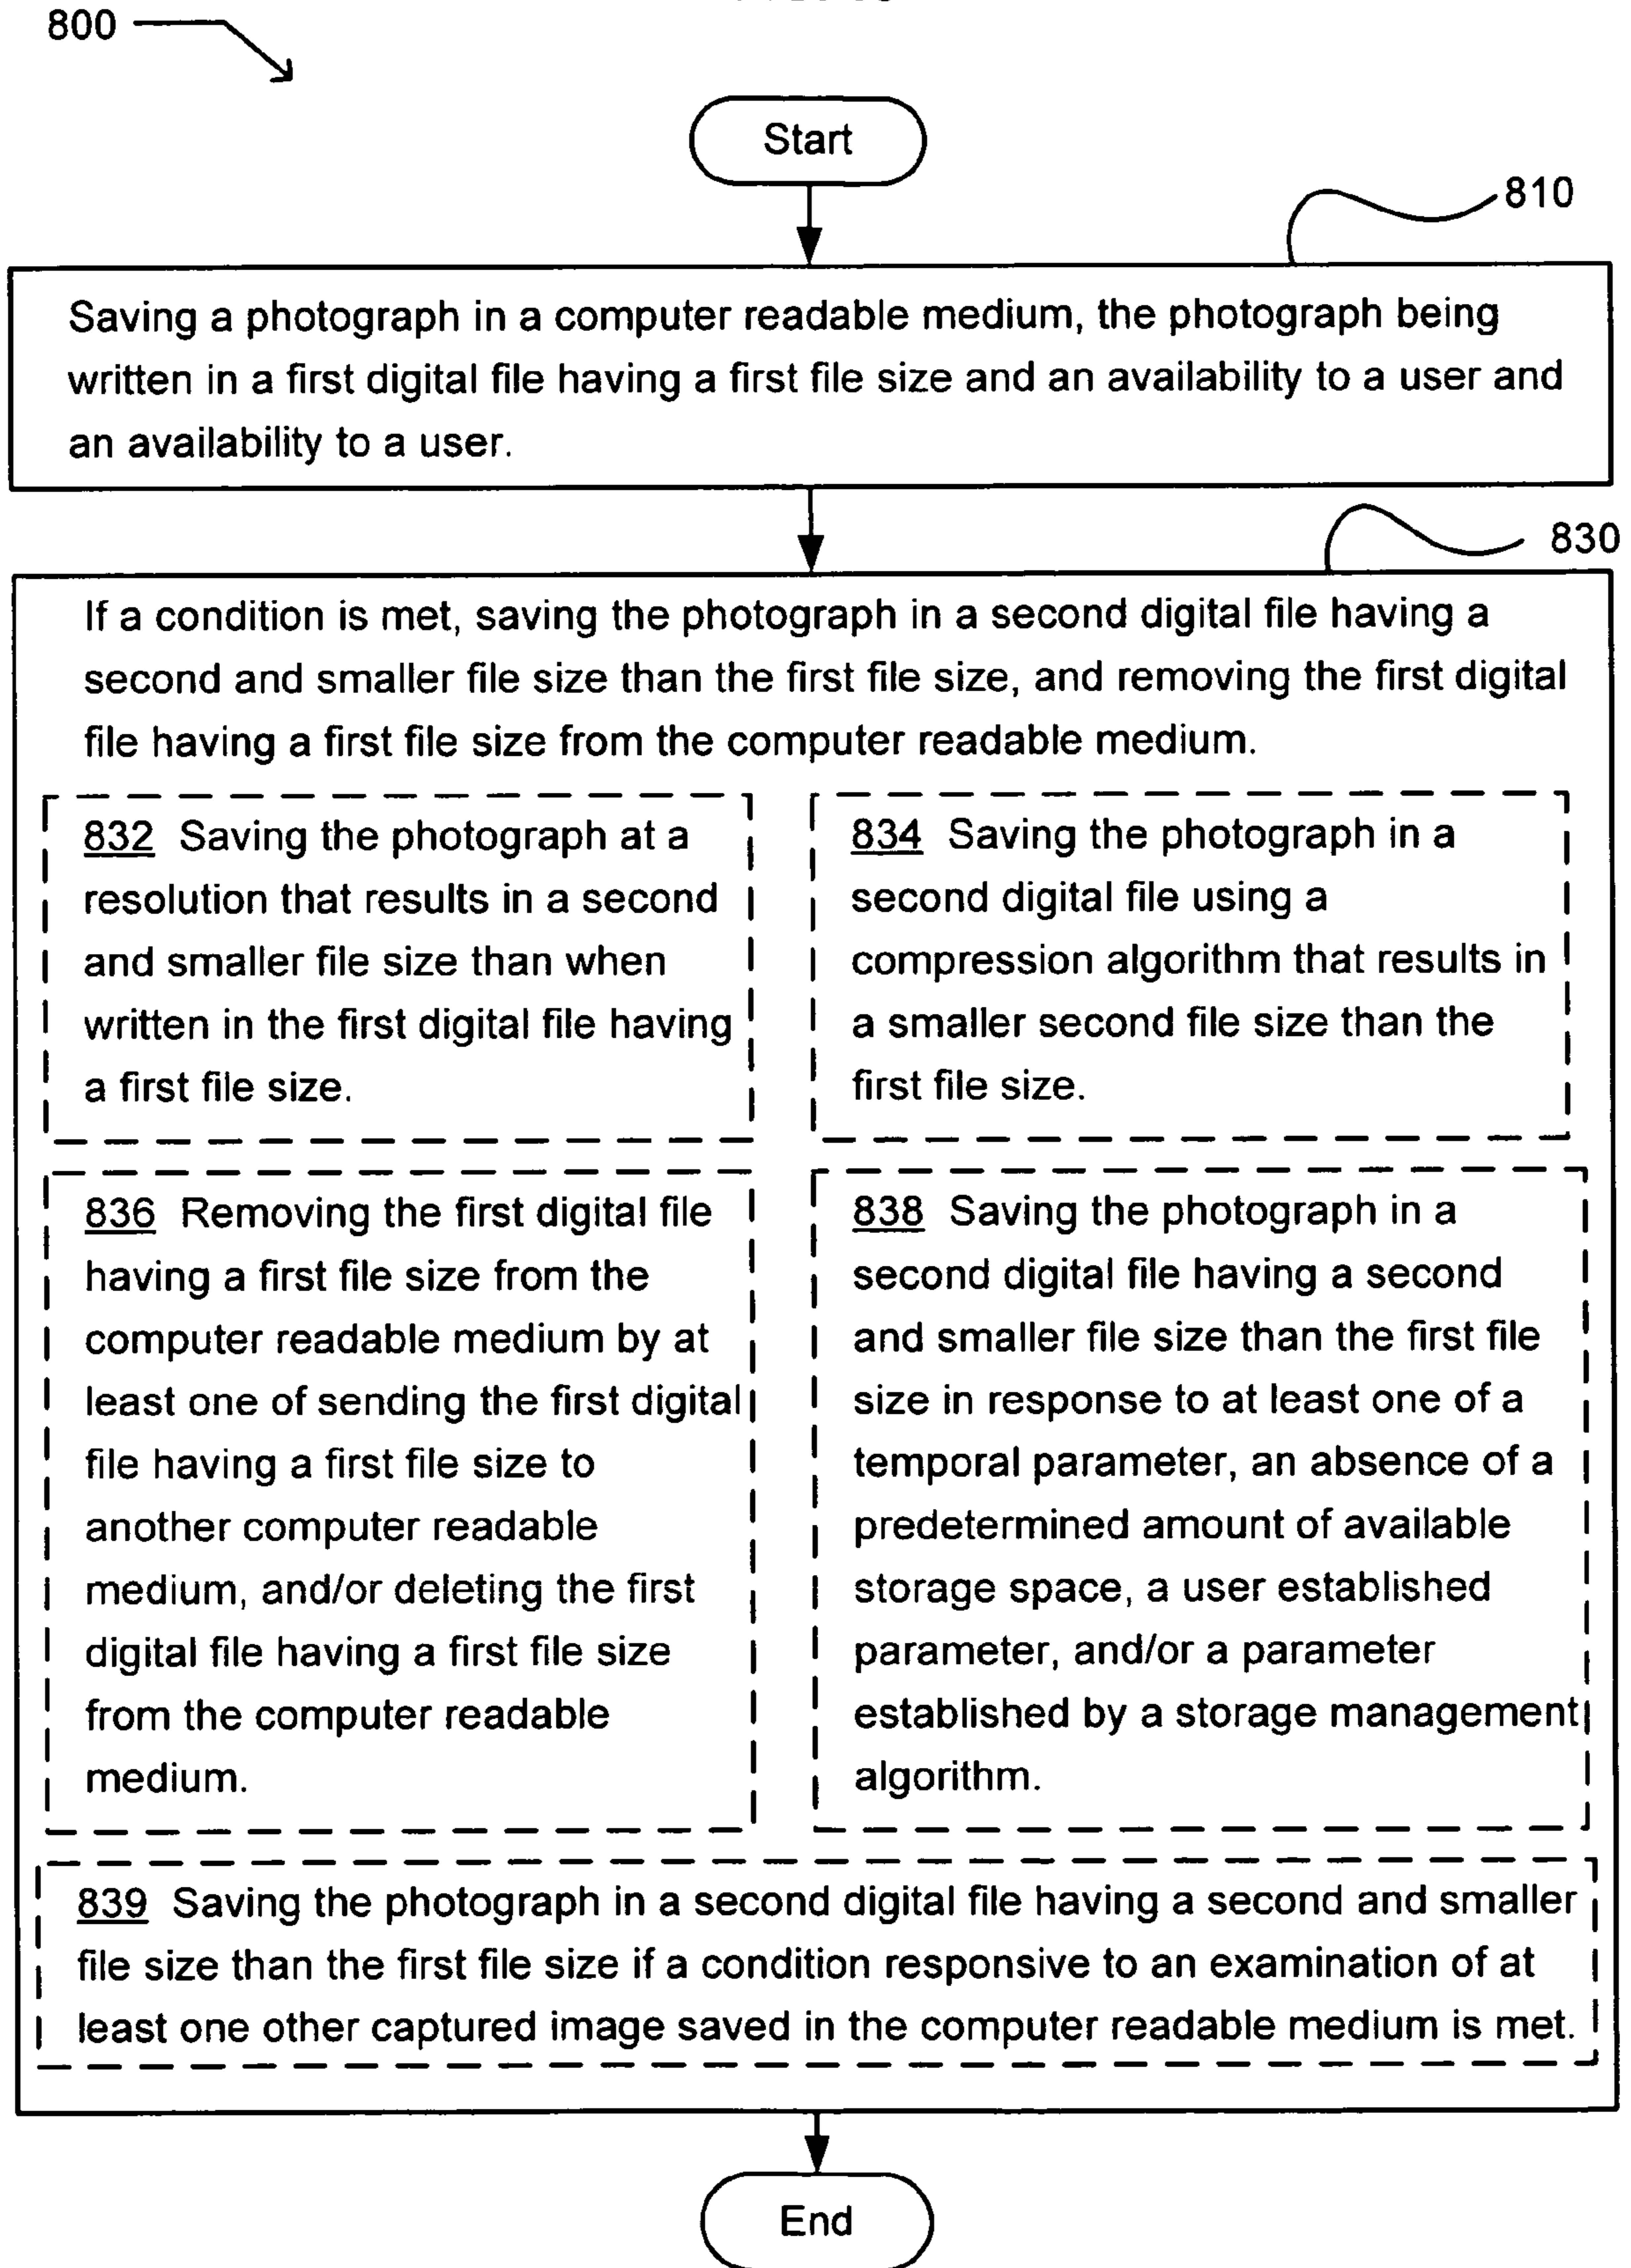 800
Start
810
Saving a photograph in a computer readable medium, the photograph being
written in a first digital file having a first file size and an availability to a user and
an availability to a user.
830
If a condition is met, saving the photograph in a second digital file having a
second and smaller file size than the first file size, and removing the first digital
file having a first file size from the computer readable medium.
832 Saving the photograph at a
resolution that results in a second
and smaller file size than when
written in the first digital file having
a first file size.
834 Saving the photograph in a
second digital file using a
compression algorithm that results in
a smaller second file size than the
first file size.
836 Removing the first digital file
having a first file size from the
computer readable medium by at
least one of sending the first digital
file having a first file size to
another computer readable
medium, and/or deleting the first
digital file having a first file size
from the computer readable
medium.
838 Saving the photograph in a
second digital file having a second
and smaller file size than the first file
size in response to at least one of a
temporal parameter, an absence of a
predetermined amount of available
storage space, a user established
parameter, and/or a parameter
established by a storage management
algorithm.
839 Saving the photograph in a second digital file having a second and smaller
file size than the first file size if a condition responsive to an examination of at
least one other captured image saved in the computer readable medium is met.
End